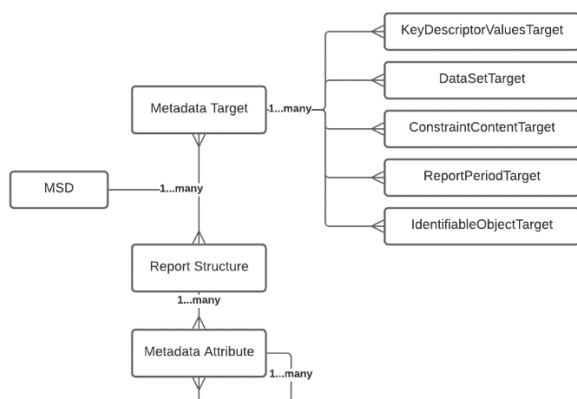 KeyDescriptorValuesTarget
DataSetTarget
Metadata Target
1...many
ConstraintContentTarget
ReportPeriodTarget
MSD
1...many
IdentifiableObjectTarget
Report Structure
1...many
Metadata Attribute
1...many